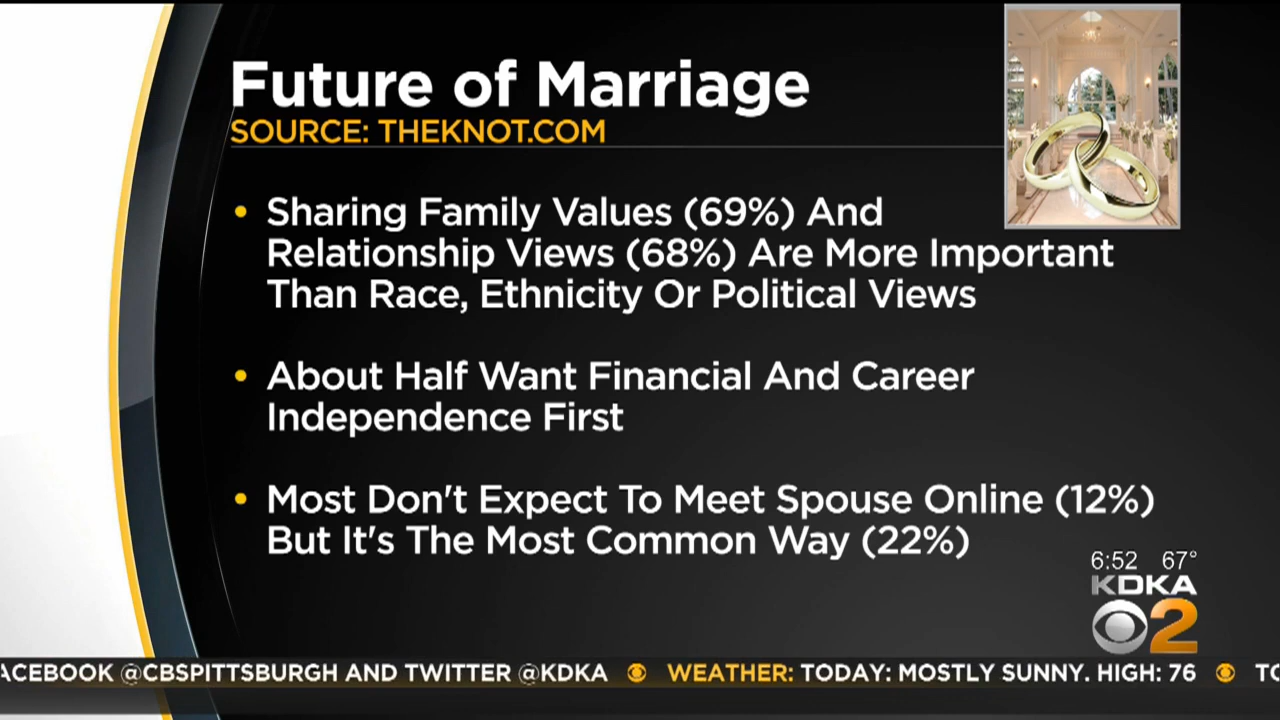 Future of Marriage
SOURCE: THEKNOT.COM
• Sharing Family Values (69%) And
Relationship Views (68%) Are More Important
Than Race, Ethnicity Or Political Views
• About Half Want Financial And Career
Independence First
• Most Don't Expect To Meet Spouse Online (12%)
But It's The Most Common Way (22%)
6:52 67°
KDKA
2
ACEBOOK @CBSPITTSBURGH AND TWITTER @KDKA WEATHER: TODAY: MOSTLY SUNNY. HIGH: 76